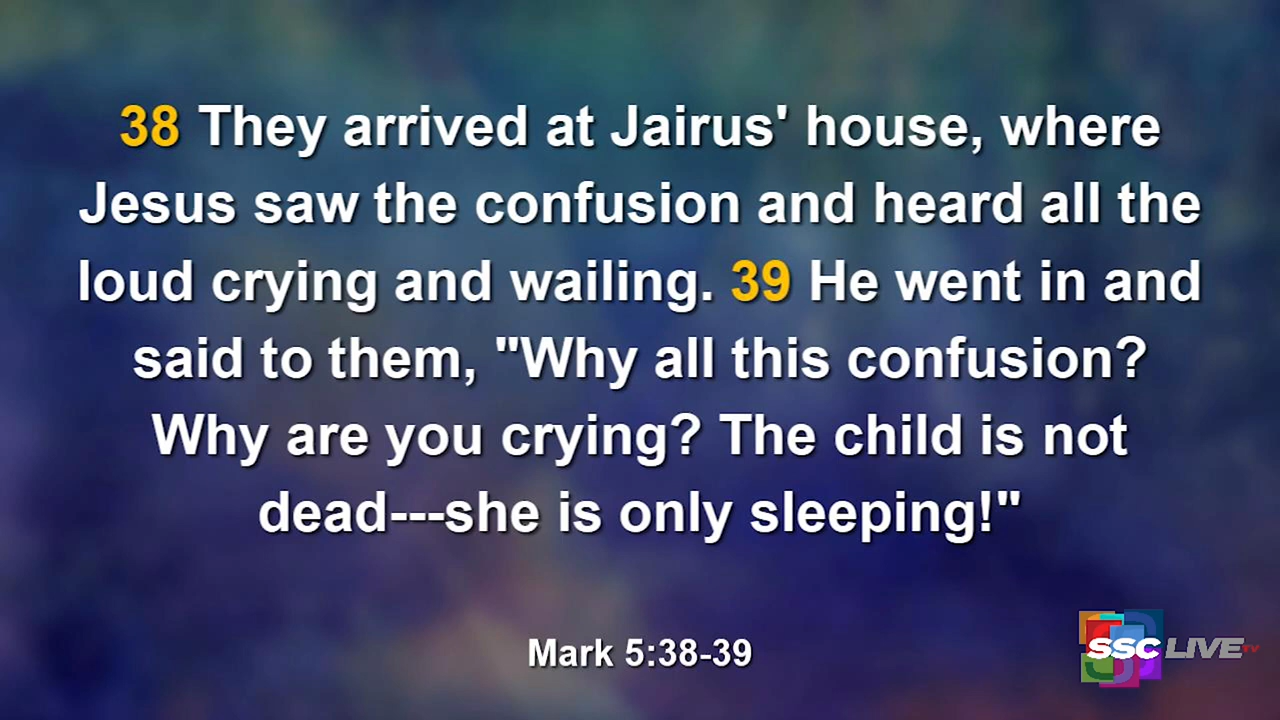 38 They arrived at Jairus' house, where
Jesus saw the confusion and heard all the
loud crying and wailing. 39 He went in and
said to them, "Why all this confusion?
Why are you crying? The child is not
dead---she is only sleeping!"
Mark 5:38-39
SSC LIVE TV